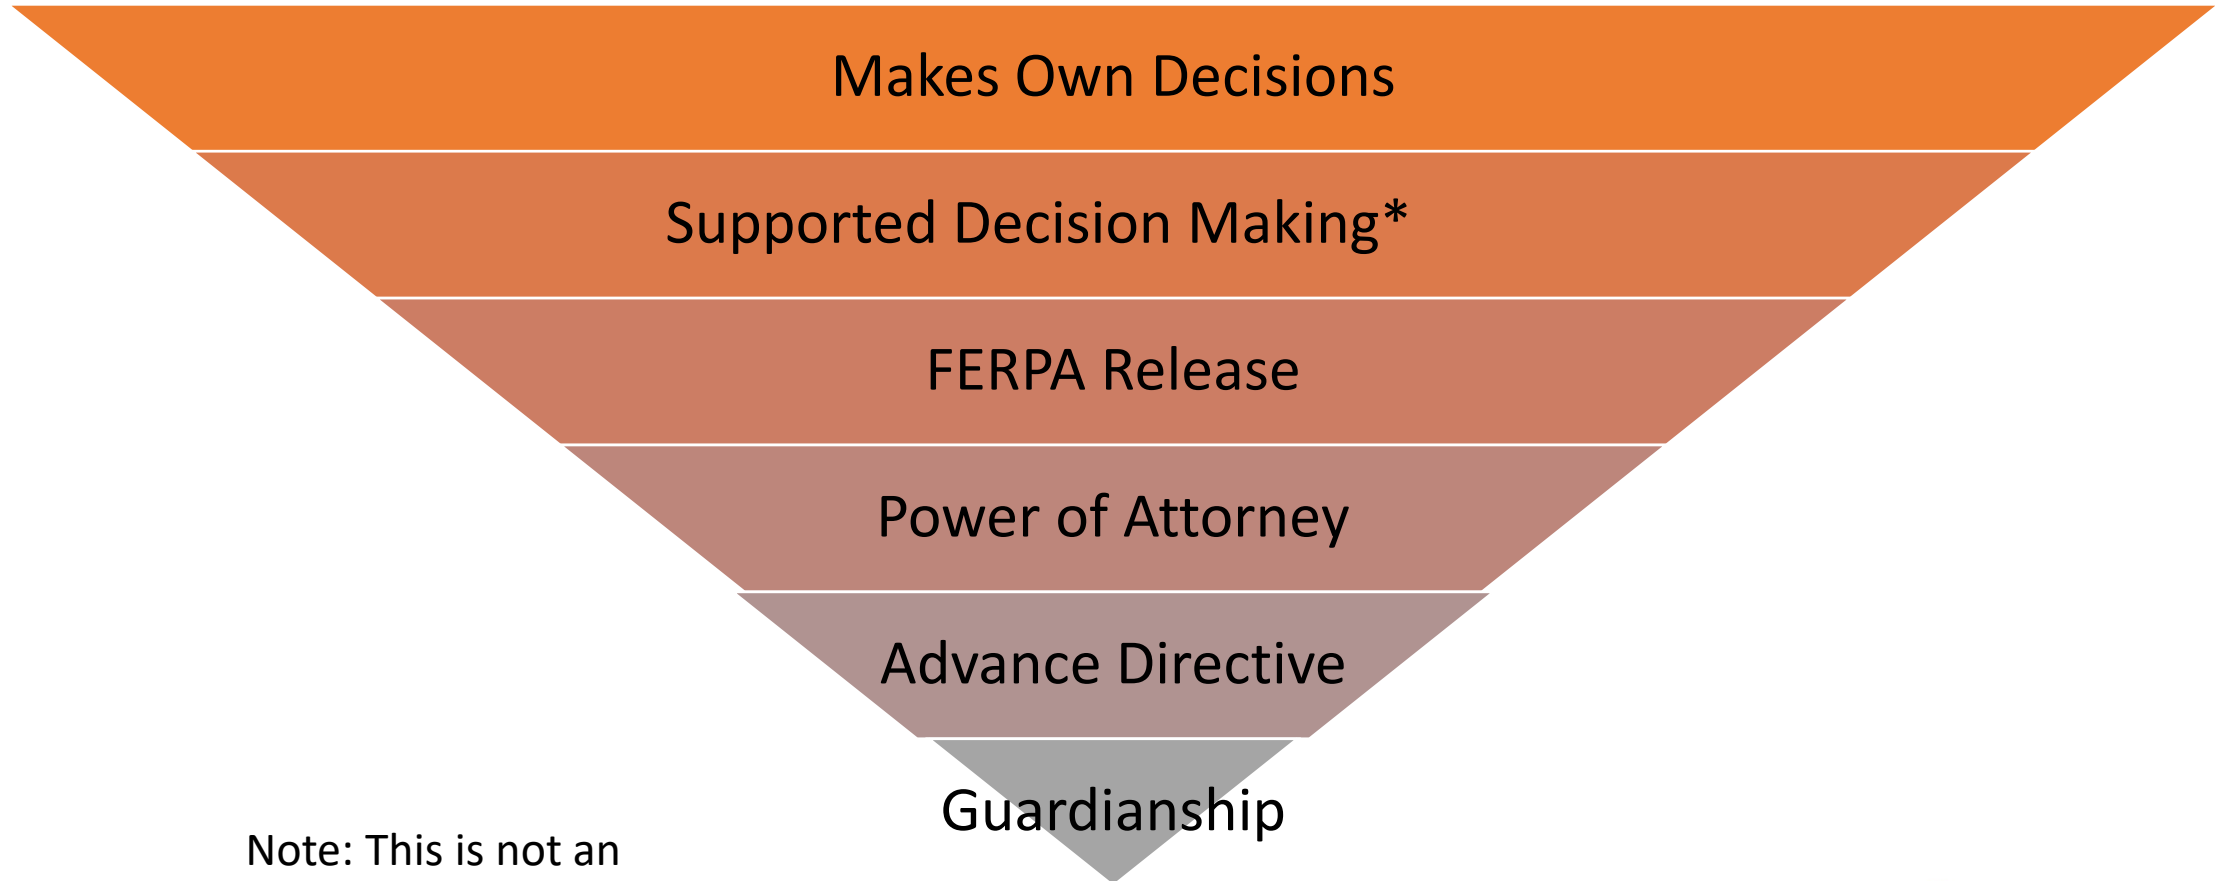 Makes Own Decisions
Supported Decision Making*
FERPA Release
Power of Attorney
Advance Directive
Guardianship
Note: This is not an